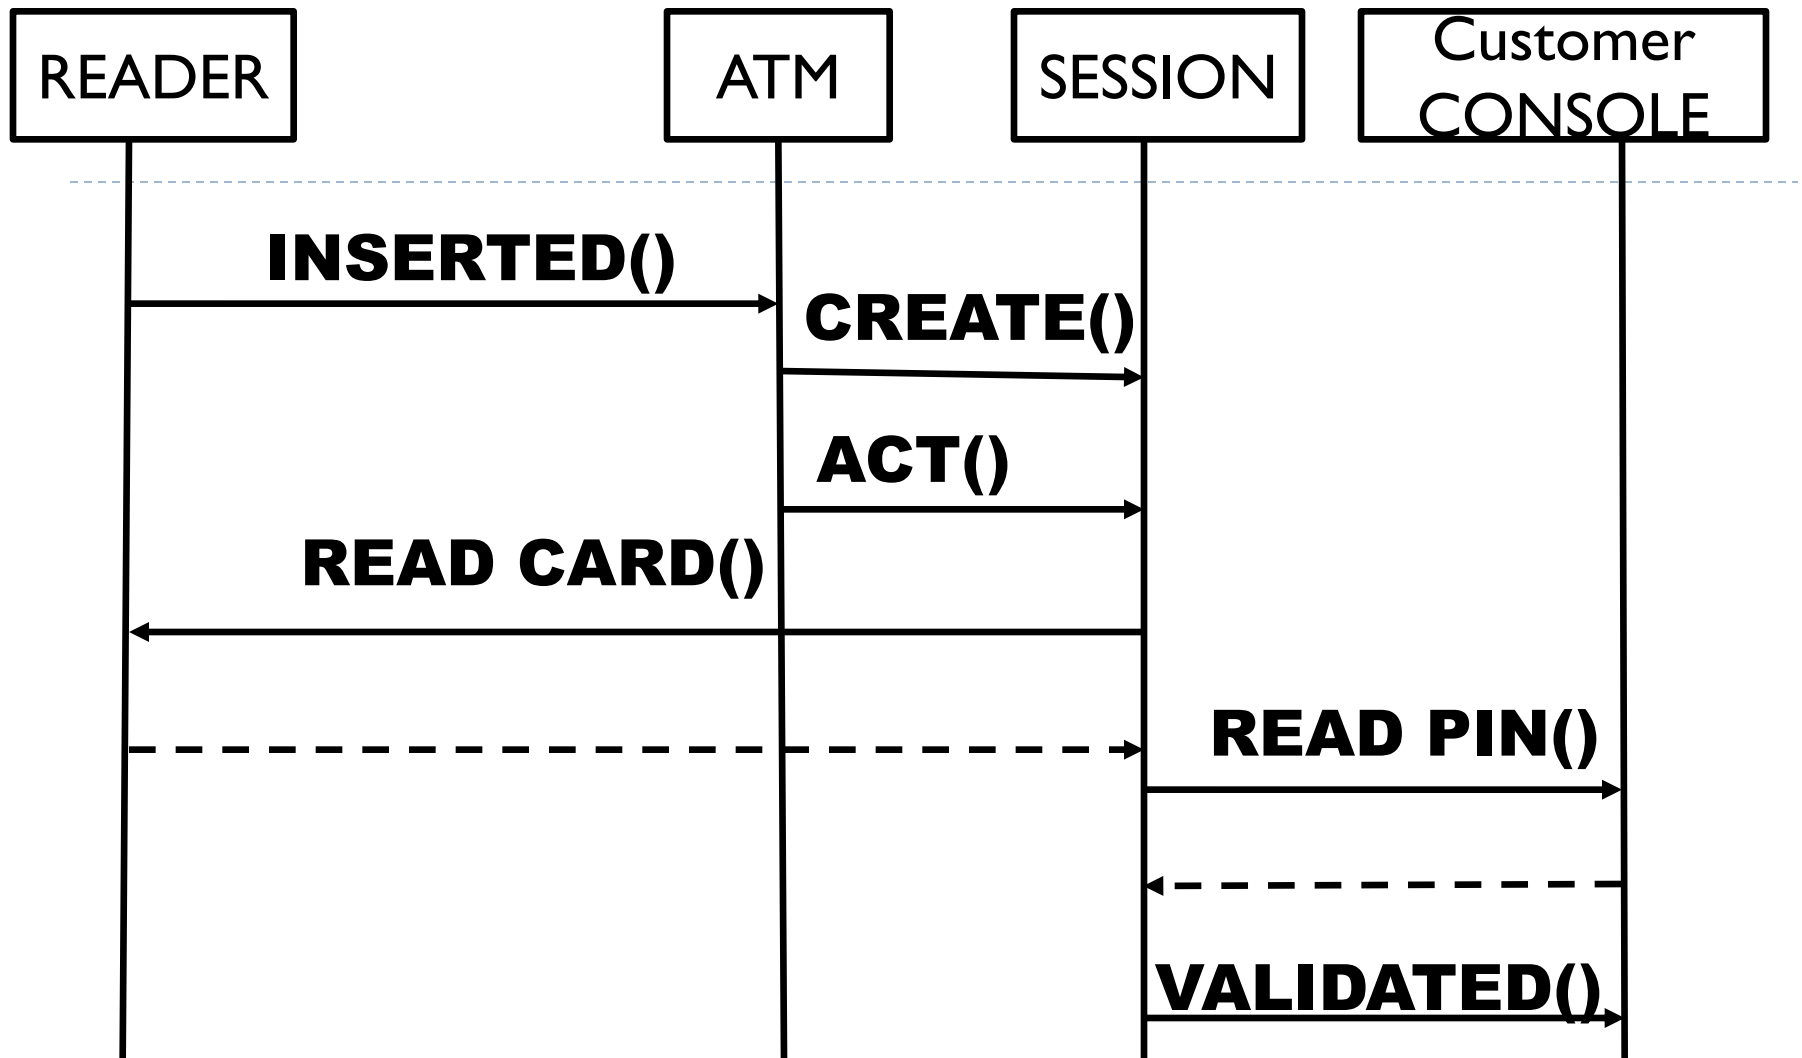 READER
ATM
SESSION
Customer
CONSOLE
INSERTED()
CREATE()
ACT()
READ CARD()
READ PIN()
VALIDATED()